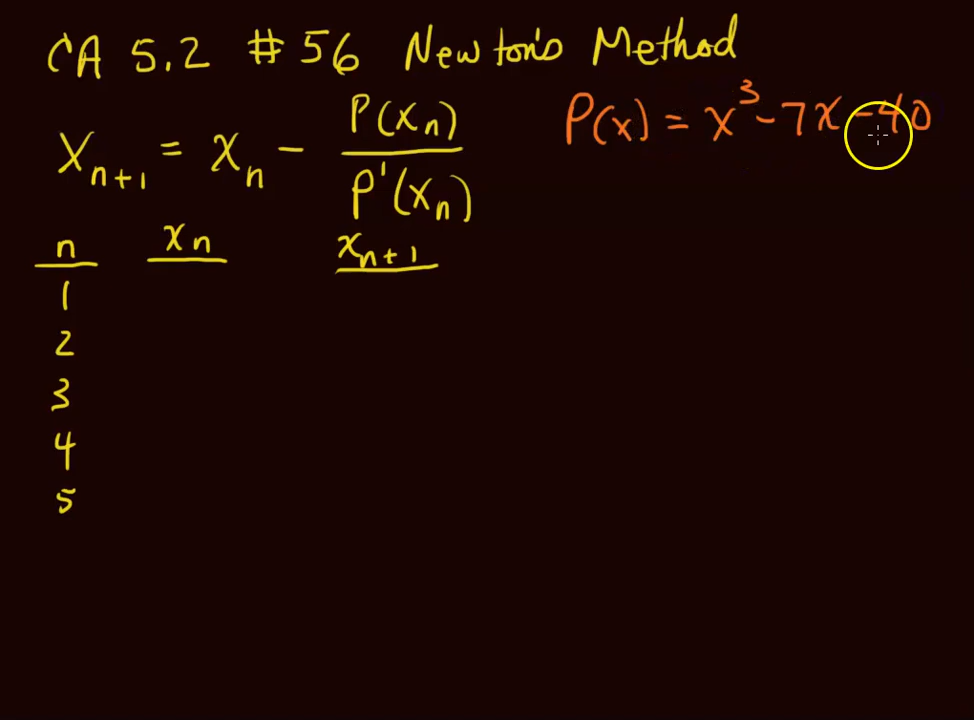 CA 5.2 #56 Newton's Method
P(x) = x³ - 7x - 40
Xn+1 = Xn - P(Xn) / P'(Xn)
n Xn Xn+1
1
2
3
4
5